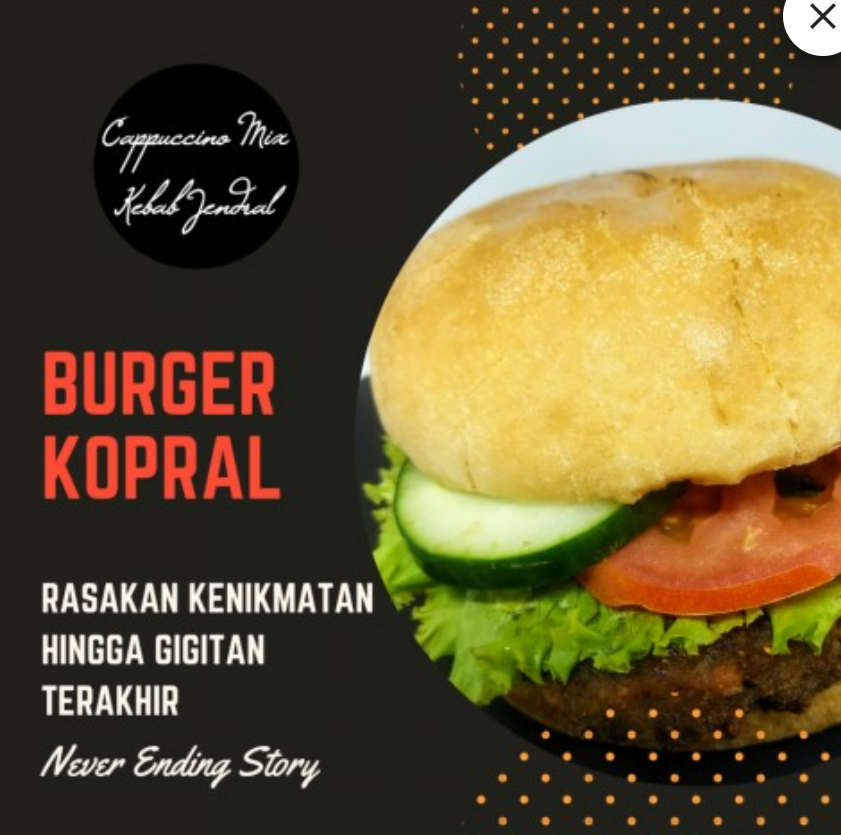 Cappuccino Mix
Kebab Jendral
BURGER
KOPRAL
RASAKAN KENIKMATAN
HINGGA GIGITAN
TERAKHIR
Never Ending Story